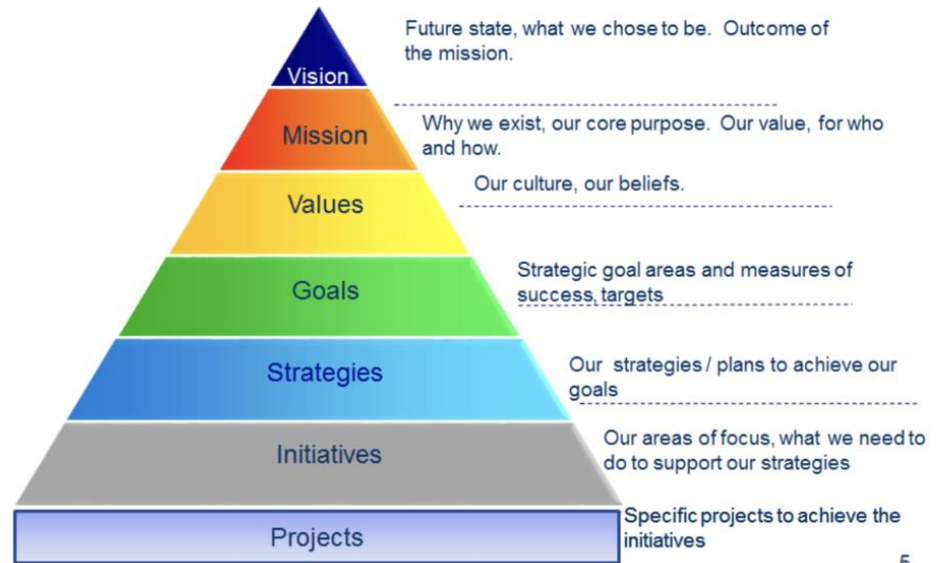 Future state, what we chose to be. Outcome of
the mission.
Vision
Why we exist, our core purpose. Our value, for who
and how.
Mission
Our culture, our beliefs.
Values
Strategic goal areas and measures of
success, targets
Goals
Our strategies / plans to achieve our
goals
Strategies
Our areas of focus, what we need to
do to support our strategies
Initiatives
Specific projects to achieve the
initiatives
Projects
5